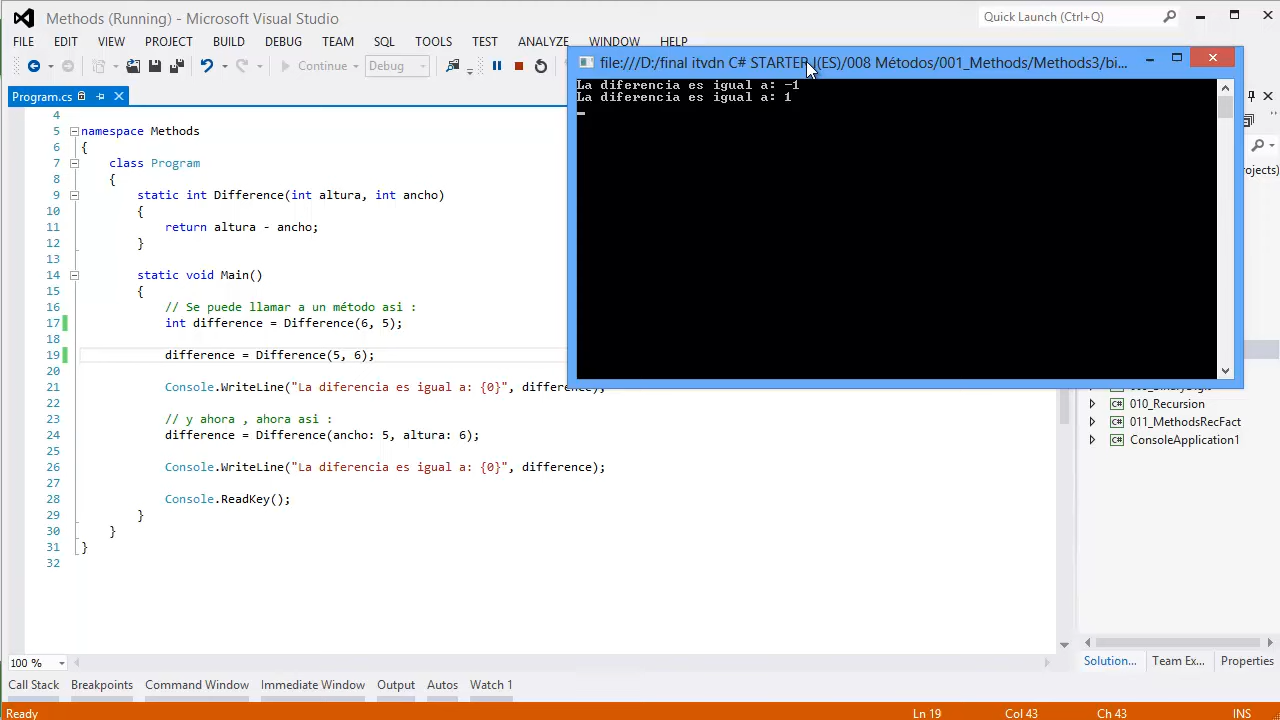 Methods (Running) - Microsoft Visual Studio
Quick Launch (Ctrl+Q)
FILE EDIT VIEW PROJECT BUILD DEBUG TEAM SQL TOOLS TEST ANALYZE WINDOW HELP
Continue Debug
file:///D:/final itvdn C# STARTER (ES)/008 Métodos/001_Methods/Methods3/bi...
La diferencia es igual a: -1
La diferencia es igual a: 1
Program.cs
4
5 namespace Methods
6 {
7 class Program
8 {
9 static int Difference(int altura, int ancho)
10 {
11 return altura - ancho;
12 }
13
14 static void Main()
15 {
16 // Se puede llamar a un método asi :
17 int difference = Difference(6, 5);
18
19 difference = Difference(5, 6);
20
21 Console.WriteLine("La diferencia es igual a: {0}", difference);
22
23 // y ahora , ahora asi :
24 difference = Difference(ancho: 5, altura: 6);
25
26 Console.WriteLine("La diferencia es igual a: {0}", difference);
27
28 Console.ReadKey();
29 }
30 }
31 }
32
ojects)
010_Recursion
011_MethodsRecFact
ConsoleApplication1
100 %
Solution... Team Ex... Properties
Call Stack Breakpoints Command Window Immediate Window Output Autos Watch 1
Ready Ln 19 Col 43 Ch 43 INS